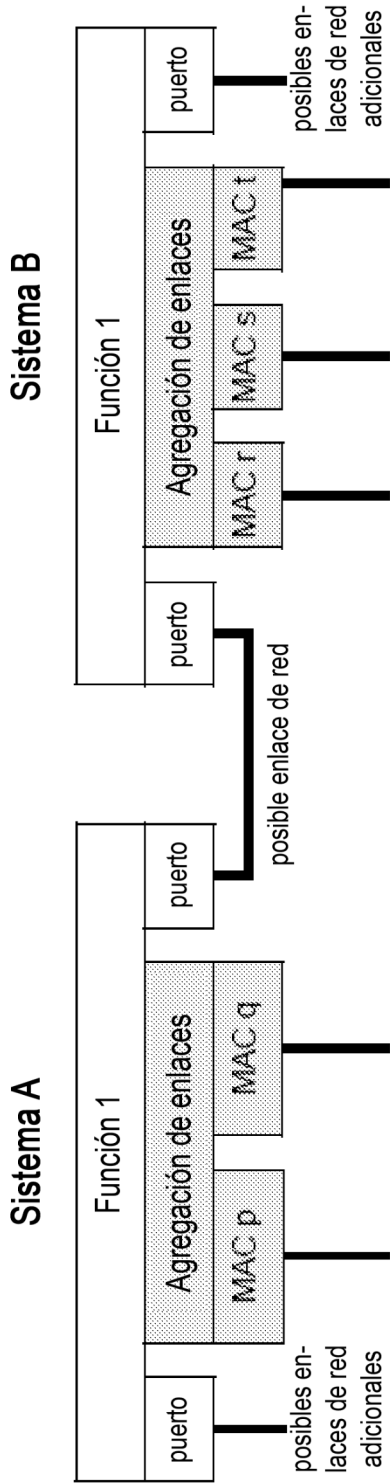 Sistema A
Función 1
puerto
Agregación de enlaces
puerto
MAC p
MAC q
posibles en-
laces de red
adicionales
posible enlace de red
Sistema B
Función 1
puerto
Agregación de enlaces
puerto
MAC r
MAC s
MAC t
posibles en-
laces de red
adicionales